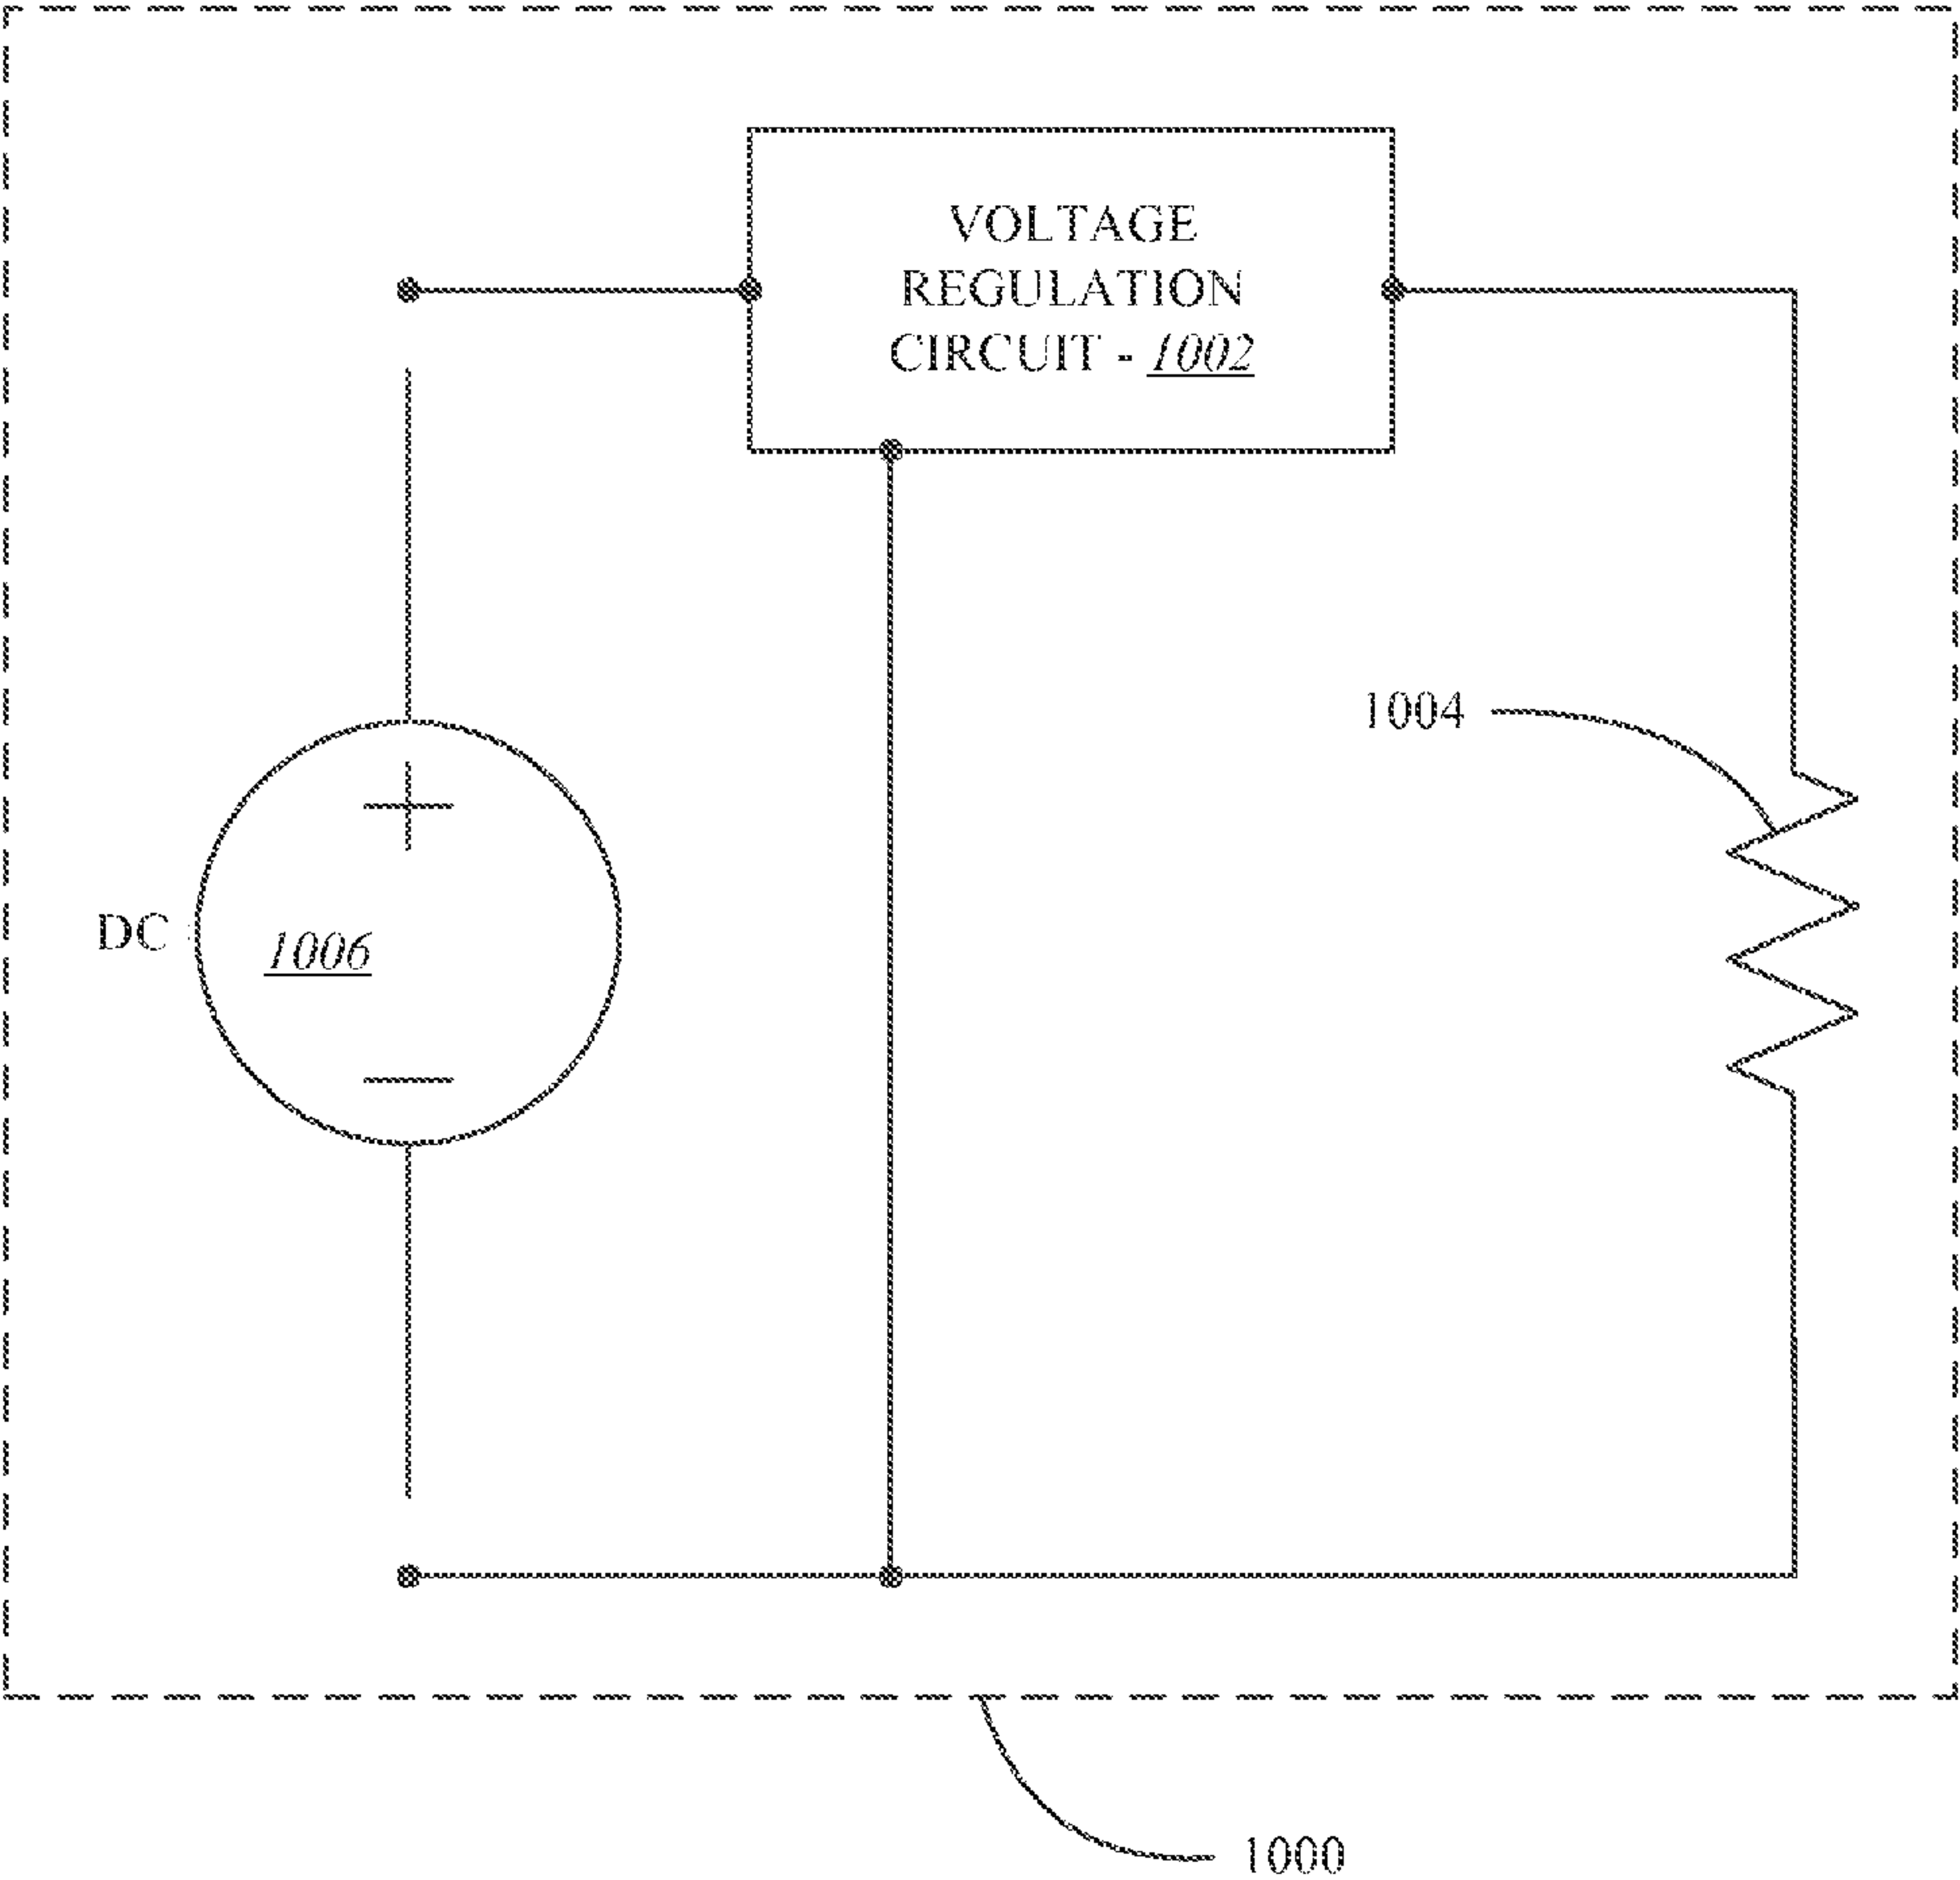 VOLTAGE
REGULATION
CIRCUIT - 1002
1004
DC
1006
1000